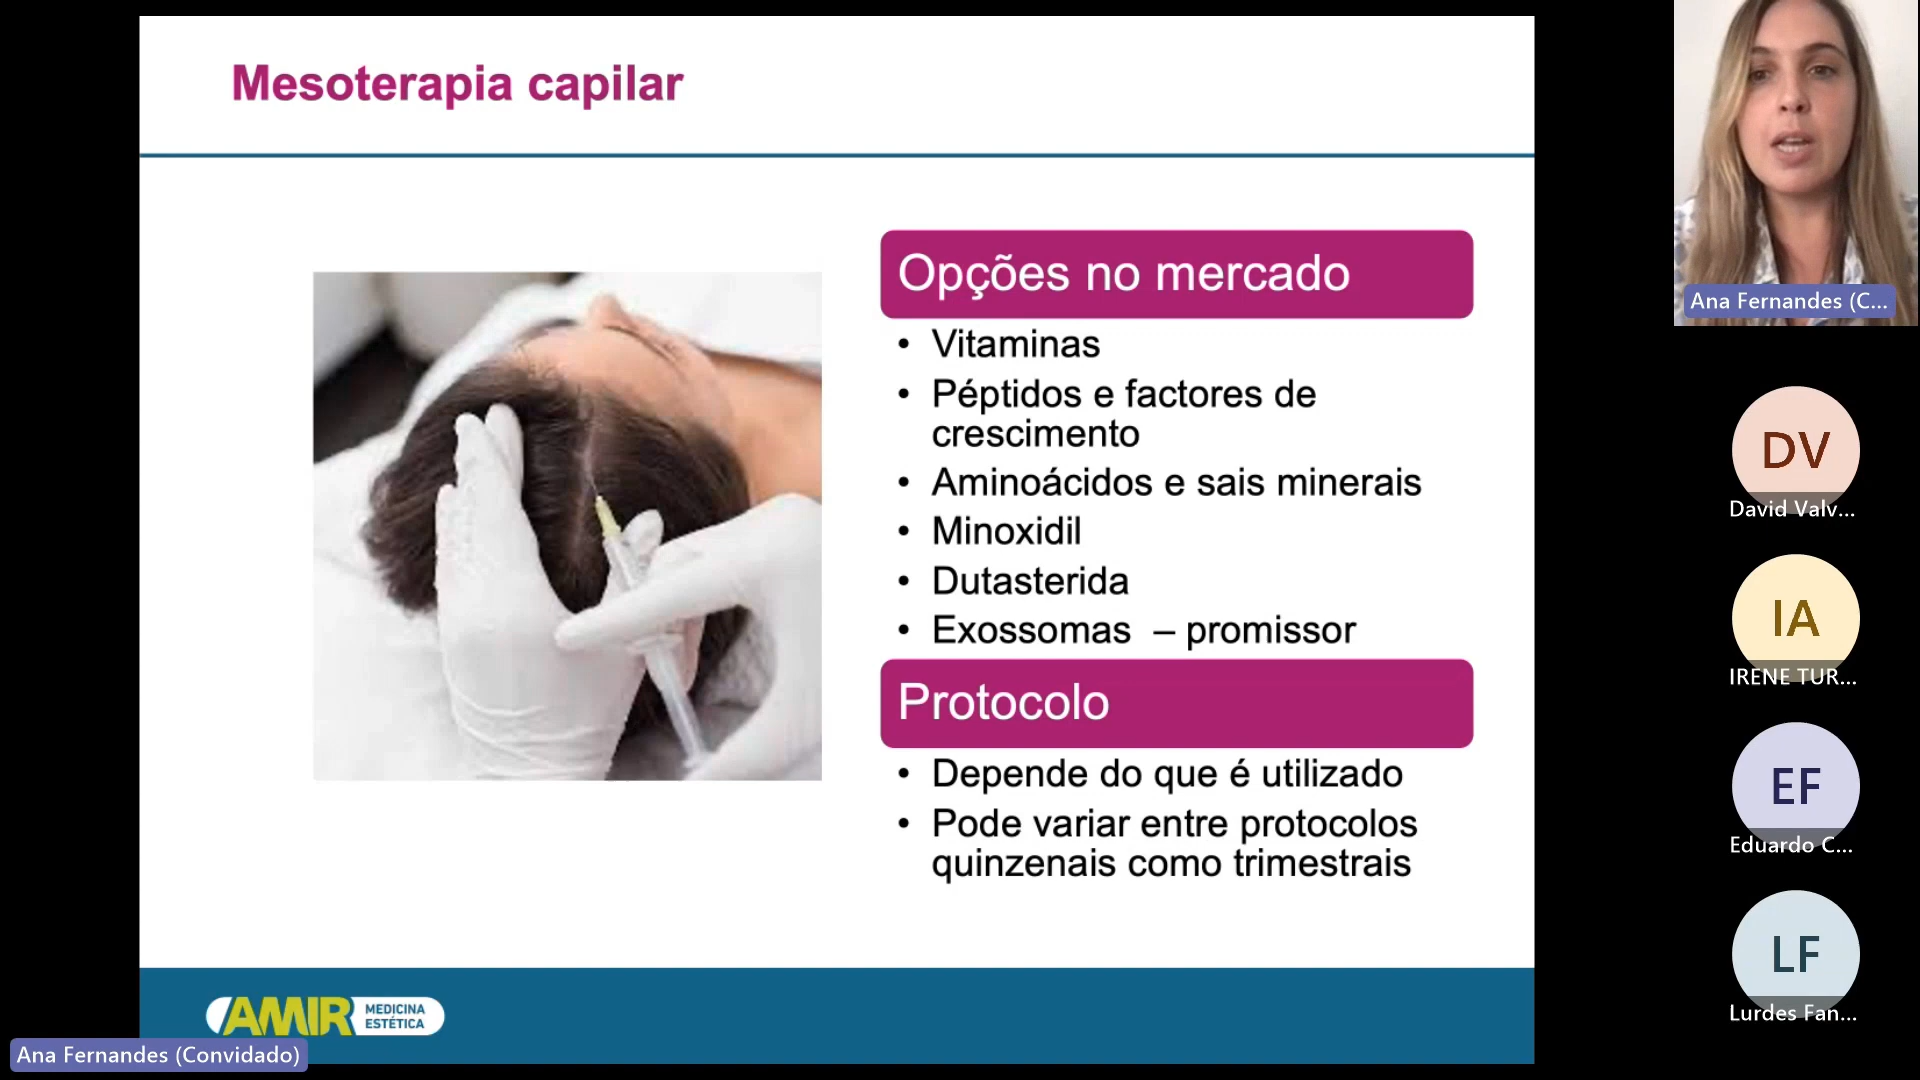 Mesoterapia capilar
Opções no mercado
• Vitaminas
• Péptidos e factores de
crescimento
• Aminoácidos e sais minerais
• Minoxidil
• Dutasterida
• Exossomas – promissor
Protocolo
• Depende do que é utilizado
• Pode variar entre protocolos
quinzenais como trimestrais
AMIR MEDICINA
ESTÉTICA
Ana Fernandes (Convidado)
Ana Fernandes (C...
DV
David Valv...
IA
IRENE TUR...
EF
Eduardo C...
LF
Lurdes Fan...